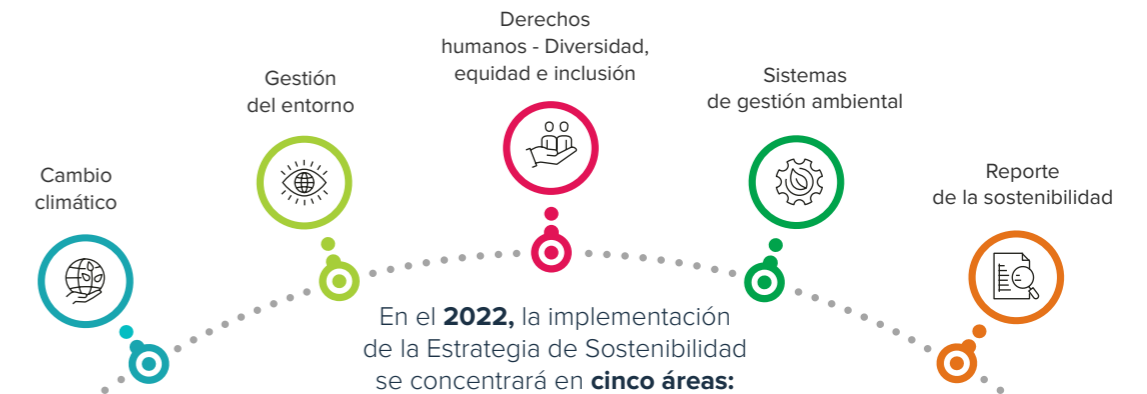 Derechos
humanos - Diversidad,
equidad e inclusión
Gestión
del entorno
Sistemas
de gestión ambiental
Cambio
climático
Reporte
de la sostenibilidad
En el 2022, la implementación
de la Estrategia de Sostenibilidad
se concentrará en cinco áreas: